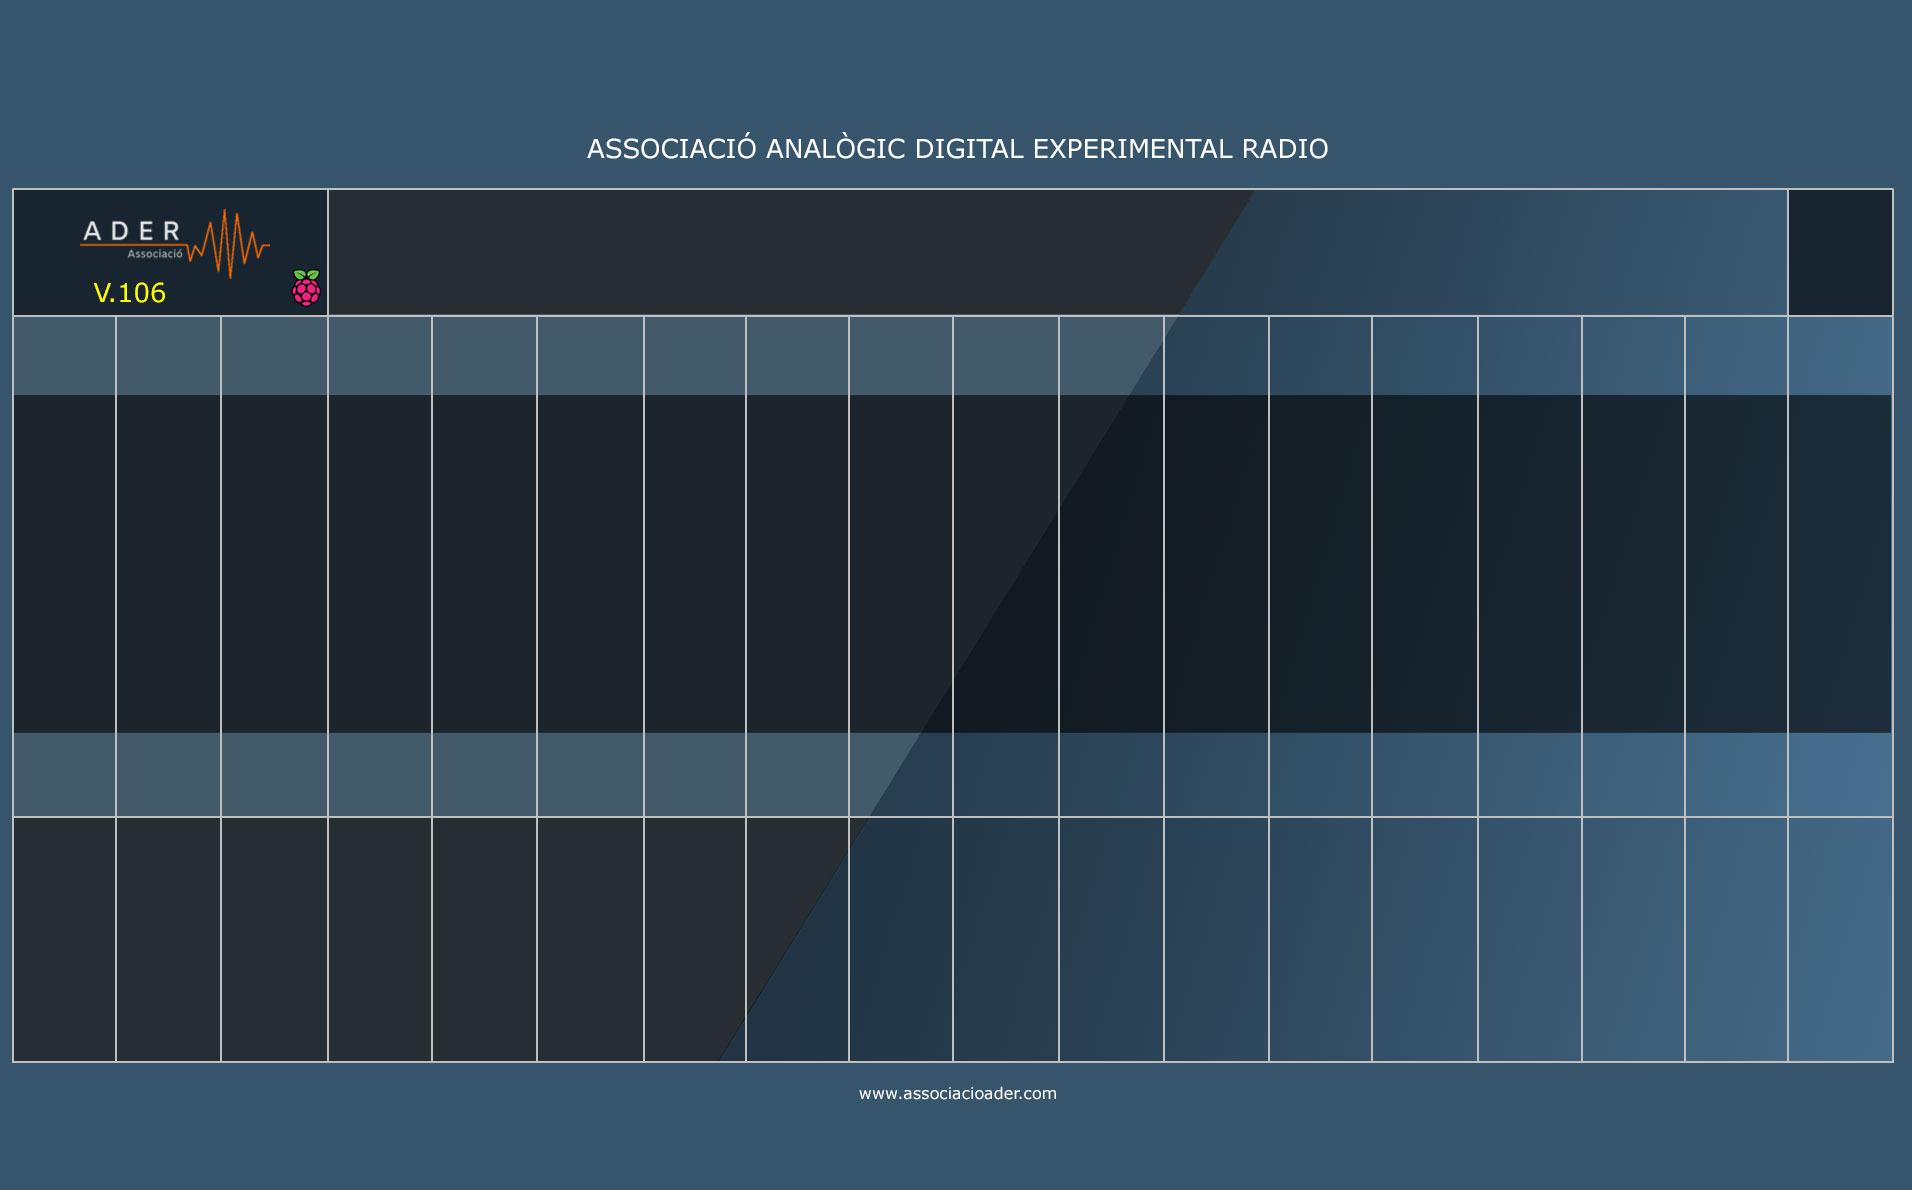 ASSOCIACIÓ ANALÒGIC DIGITAL EXPERIMENTAL RADIO
ADER
Associació
V.106
www.associacioader.com